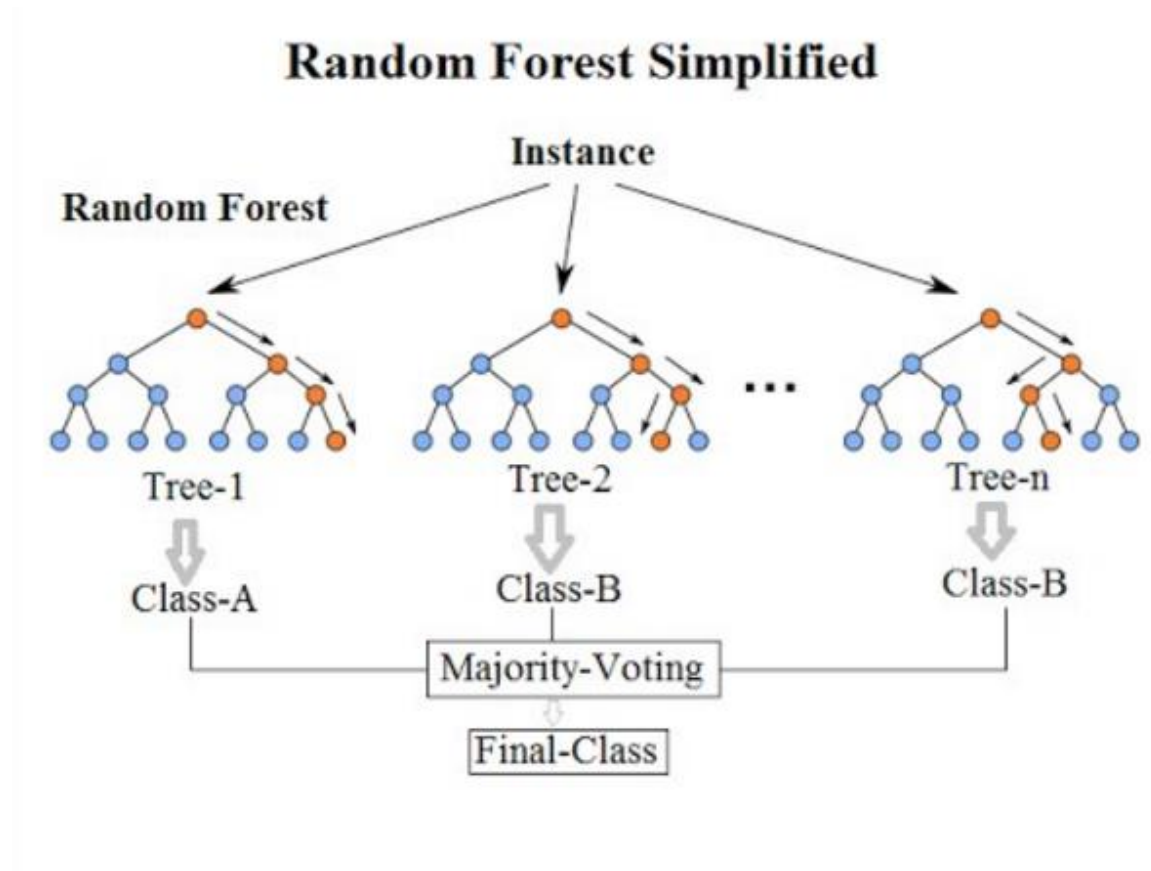 Random Forest Simplified
Instance
Random Forest
...
Tree-1
Tree-2
Tree-n
Class-A
Class-B
Class-B
Majority-Voting
Final-Class